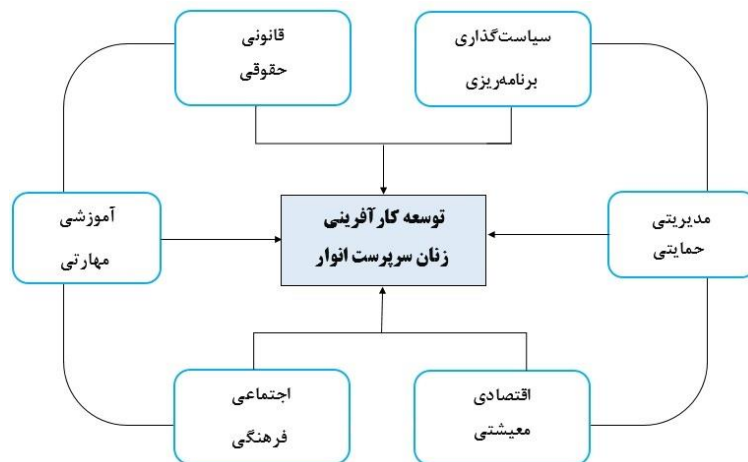 سیاست‌گذاری
برنامه‌ریزی
قانونی
حقوقی
مدیریتی
حمایتی
توسعه کارآفرینی
زنان سرپرست انوار
آموزشی
مهارتی
اقتصادی
معیشتی
اجتماعی
فرهنگی